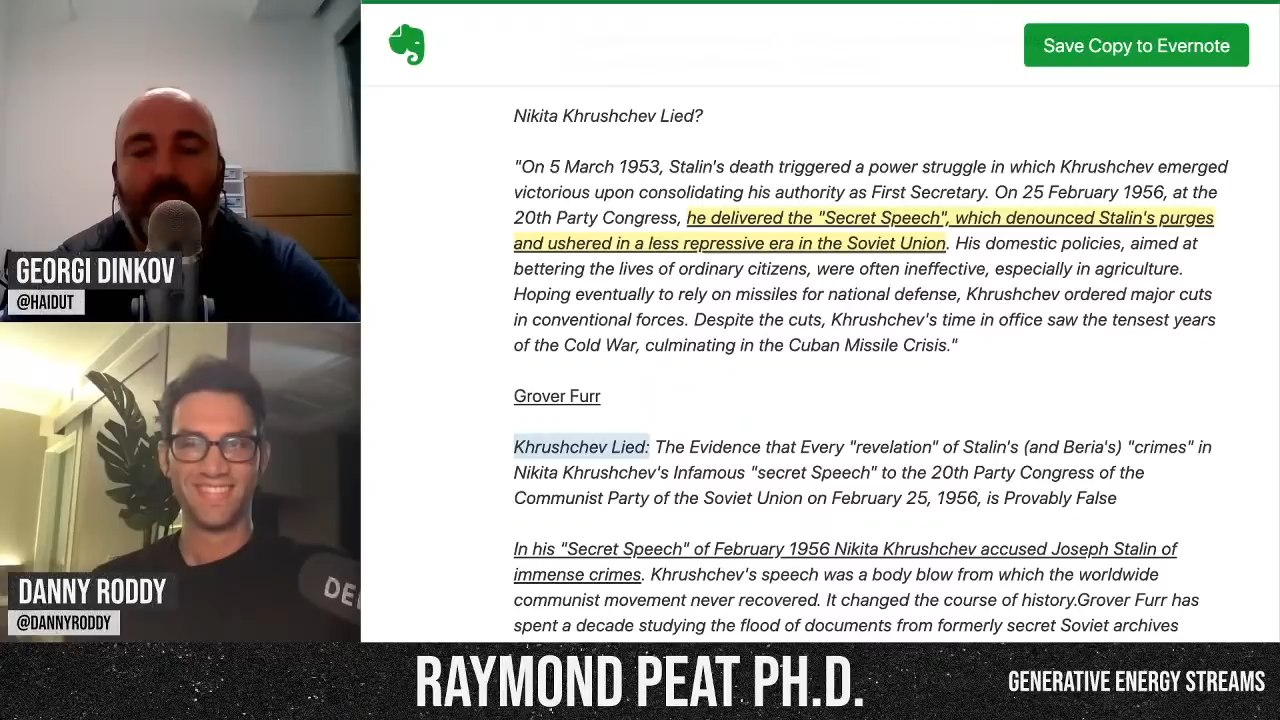 GEORGI DINKOV
@HAIDUT
DANNY RODDY
@DANNYRODDY
Save Copy to Evernote
Nikita Khrushchev Lied?
"On 5 March 1953, Stalin's death triggered a power struggle in which Khrushchev emerged
victorious upon consolidating his authority as First Secretary. On 25 February 1956, at the
20th Party Congress, he delivered the "Secret Speech", which denounced Stalin's purges
and ushered in a less repressive era in the Soviet Union. His domestic policies, aimed at
bettering the lives of ordinary citizens, were often ineffective, especially in agriculture.
Hoping eventually to rely on missiles for national defense, Khrushchev ordered major cuts
in conventional forces. Despite the cuts, Khrushchev's time in office saw the tensest years
of the Cold War, culminating in the Cuban Missile Crisis."
Grover Furr
Khrushchev Lied: The Evidence that Every "revelation" of Stalin's (and Beria's) "crimes" in
Nikita Khrushchev's Infamous "secret Speech" to the 20th Party Congress of the
Communist Party of the Soviet Union on February 25, 1956, is Provably False
In his "Secret Speech" of February 1956 Nikita Khrushchev accused Joseph Stalin of
immense crimes. Khrushchev's speech was a body blow from which the worldwide
communist movement never recovered. It changed the course of history.Grover Furr has
spent a decade studying the flood of documents from formerly secret Soviet archives
RAYMOND PEAT PH.D.
GENERATIVE ENERGY STREAMS